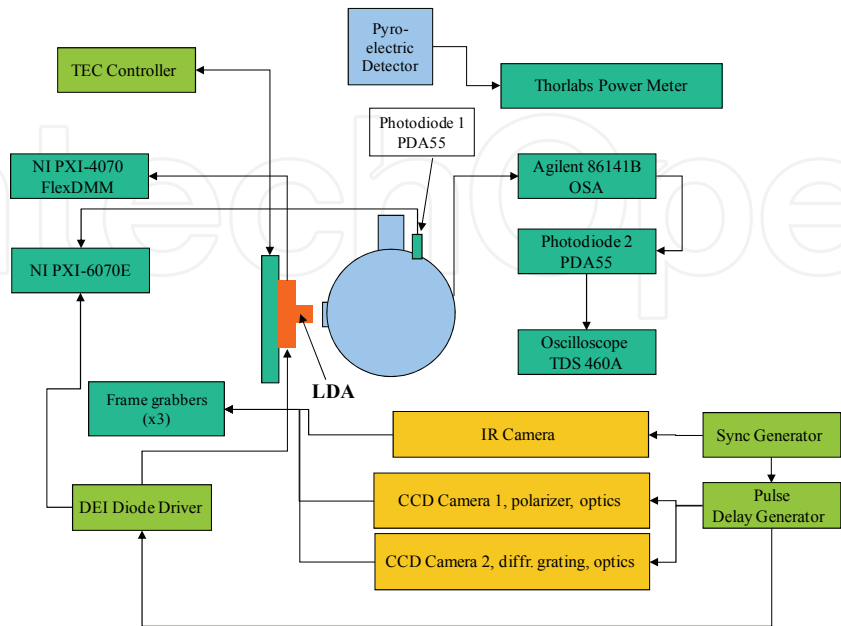 Pyro-
electric
Detector
TEC Controller
Thorlabs Power Meter
Photodiode 1
PDA55
NI PXI-4070
FlexDMM
Agilent 86141B
OSA
NI PXI-6070E
Photodiode 2
PDA55
Oscilloscope
TDS 460A
LDA
Frame grabbers
(x3)
IR Camera
Sync Generator
CCD Camera 1, polarizer, optics
Pulse
Delay Generator
DEI Diode Driver
CCD Camera 2, diffr. grating, optics
ntechOpe